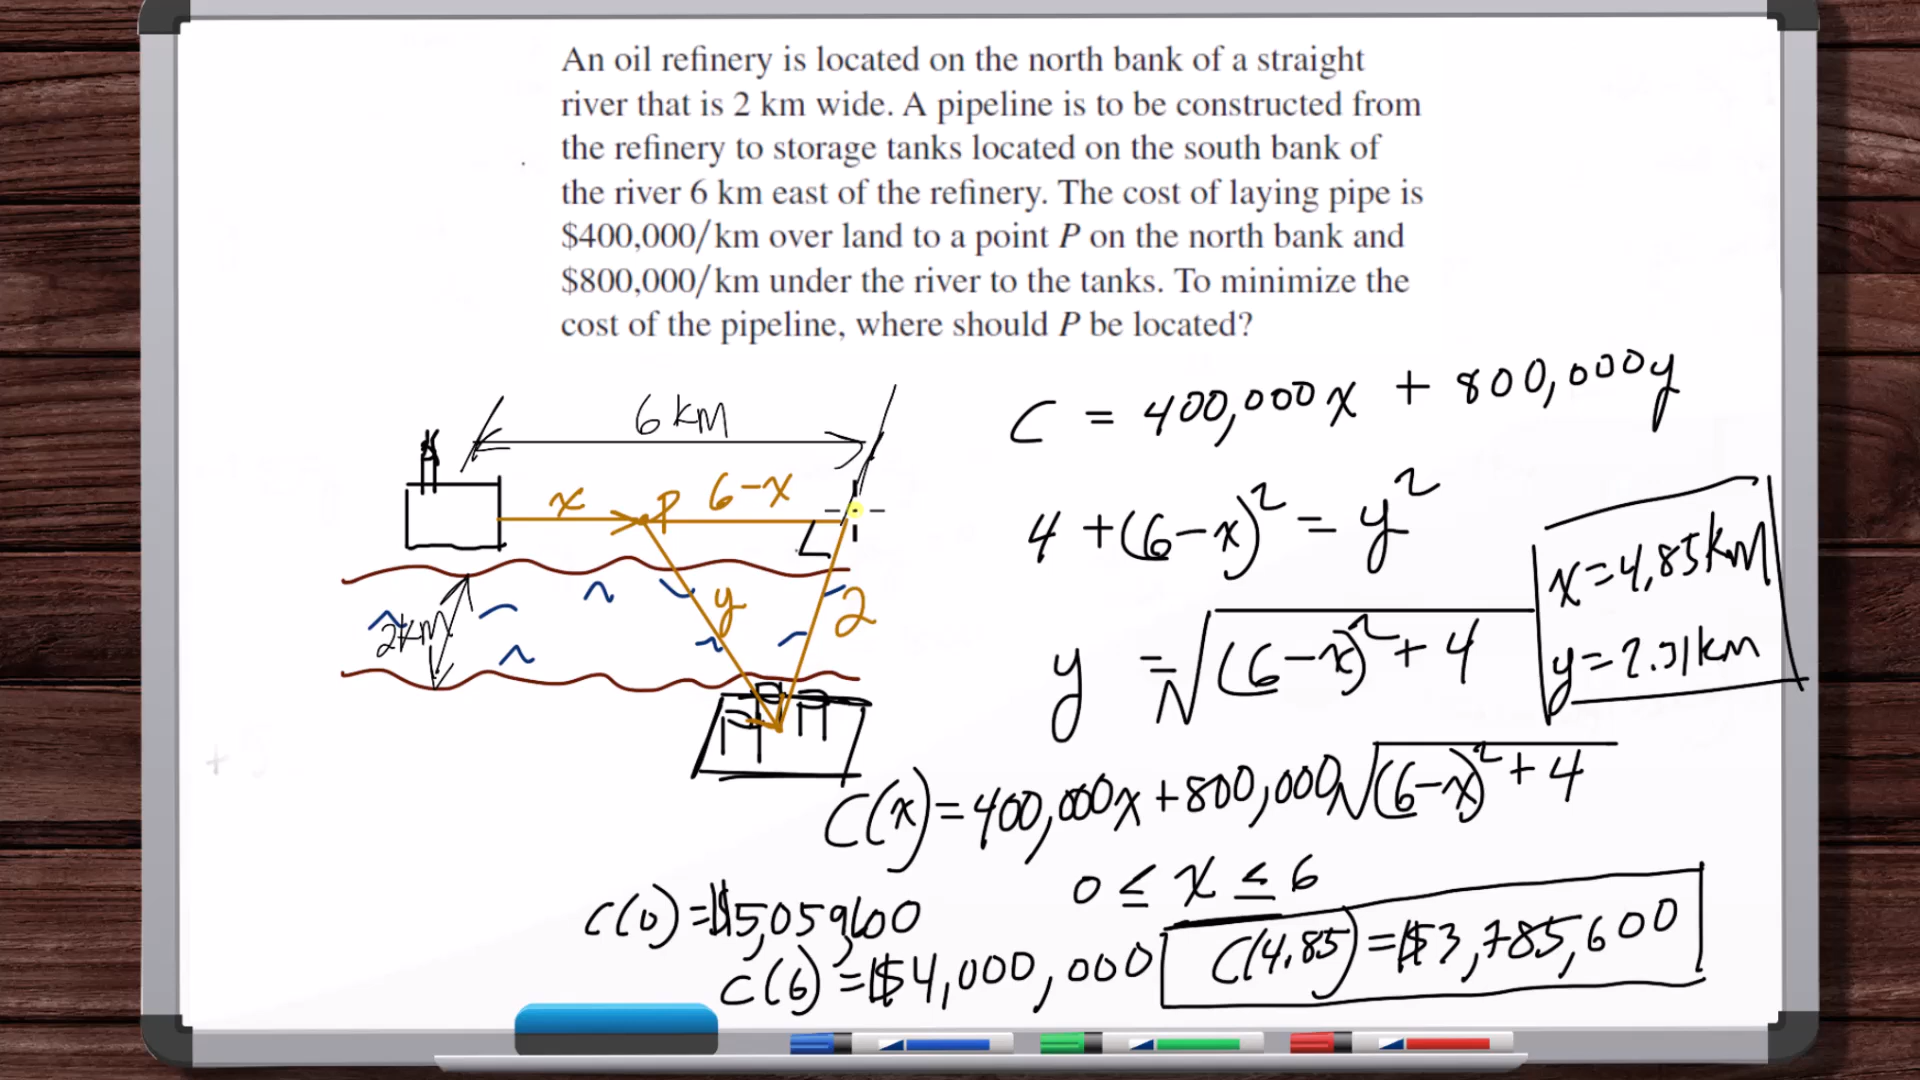 An oil refinery is located on the north bank of a straight
river that is 2 km wide. A pipeline is to be constructed from
the refinery to storage tanks located on the south bank of
the river 6 km east of the refinery. The cost of laying pipe is
$400,000/km over land to a point P on the north bank and
$800,000/km under the river to the tanks. To minimize the
cost of the pipeline, where should P be located?
C = 400,000x + 800,000y
6 KM
x P 6-x
4 + (6-x)² = y²
x=4.85km
y=2.31km
2km
y
2
y = √(6-x)² + 4
C(x) = 400,000x + 800,000√(6-x)² + 4
0 ≤ x ≤ 6
C(0) = $5,059,600
C(6) = $4,000,000
C(4.85) = $3,785,600